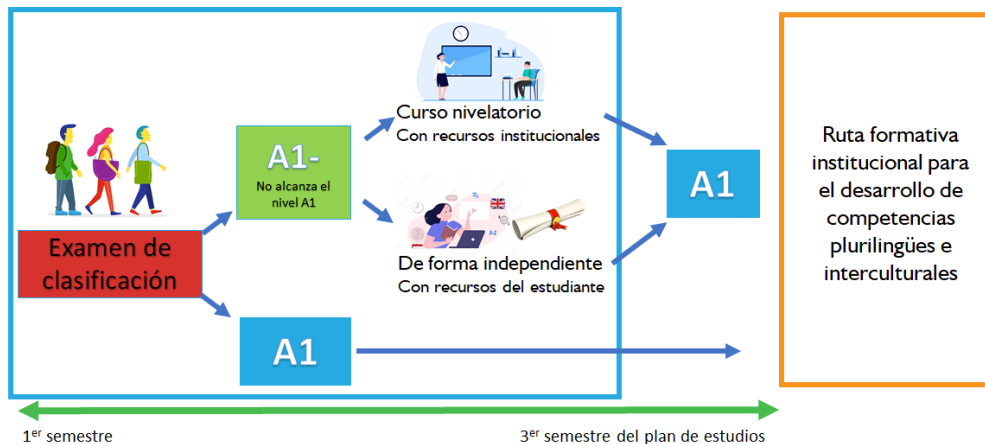 Examen de
clasificación
A1-
No alcanza el
nivel A1
A1
Curso nivelatorio
Con recursos institucionales
De forma independiente
Con recursos del estudiante
A1
Ruta formativa
institucional para
el desarrollo de
competencias
plurilingües e
interculturales
1er semestre
3er semestre del plan de estudios